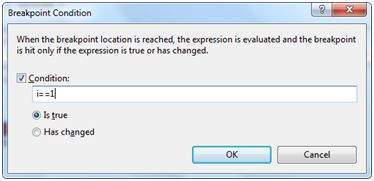 Breakpoint Condition
When the breakpoint location is reached, the expression is evaluated and the breakpoint
is hit only if the expression is true or has changed.
Condition:
i==1
Is true
Has changed
OK
Cancel